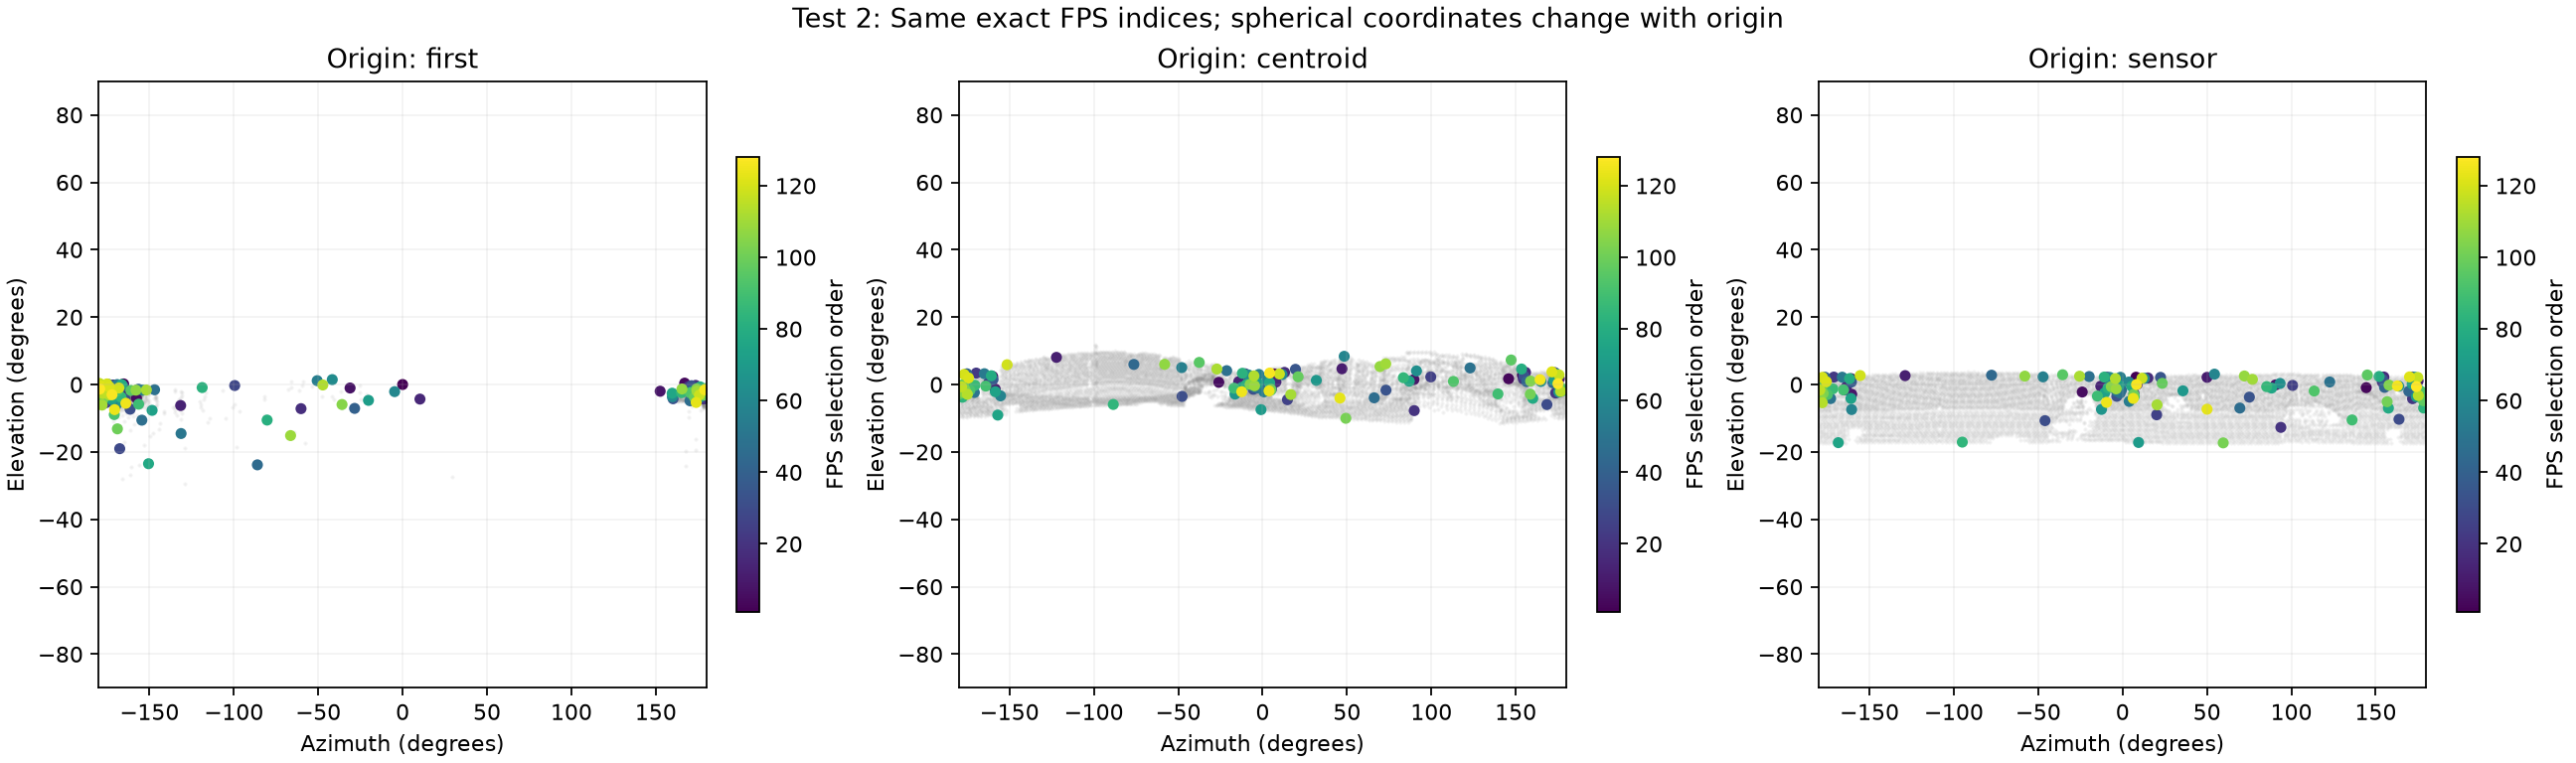 Test 2: Same exact FPS indices; spherical coordinates change with origin
Origin: first
80
60
40
20
0
−20
−40
−60
−80
−150 −100 −50 0 50 100 150
Azimuth (degrees)
Elevation (degrees)
120
100
80
60
40
20
FPS selection order
Origin: centroid
80
60
40
20
0
−20
−40
−60
−80
−150 −100 −50 0 50 100 150
Azimuth (degrees)
Elevation (degrees)
120
100
80
60
40
20
FPS selection order
Origin: sensor
80
60
40
20
0
−20
−40
−60
−80
−150 −100 −50 0 50 100 150
Azimuth (degrees)
Elevation (degrees)
120
100
80
60
40
20
FPS selection order